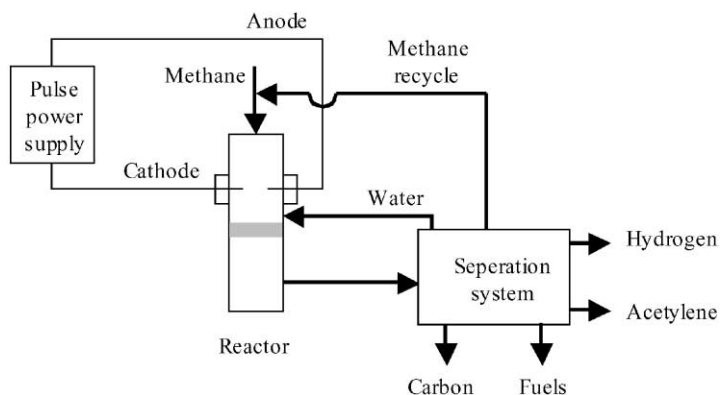 Anode
Methane
recycle
Methane
Pulse
power
supply
Cathode
Water
Hydrogen
Seperation
system
Acetylene
Reactor
Carbon
Fuels